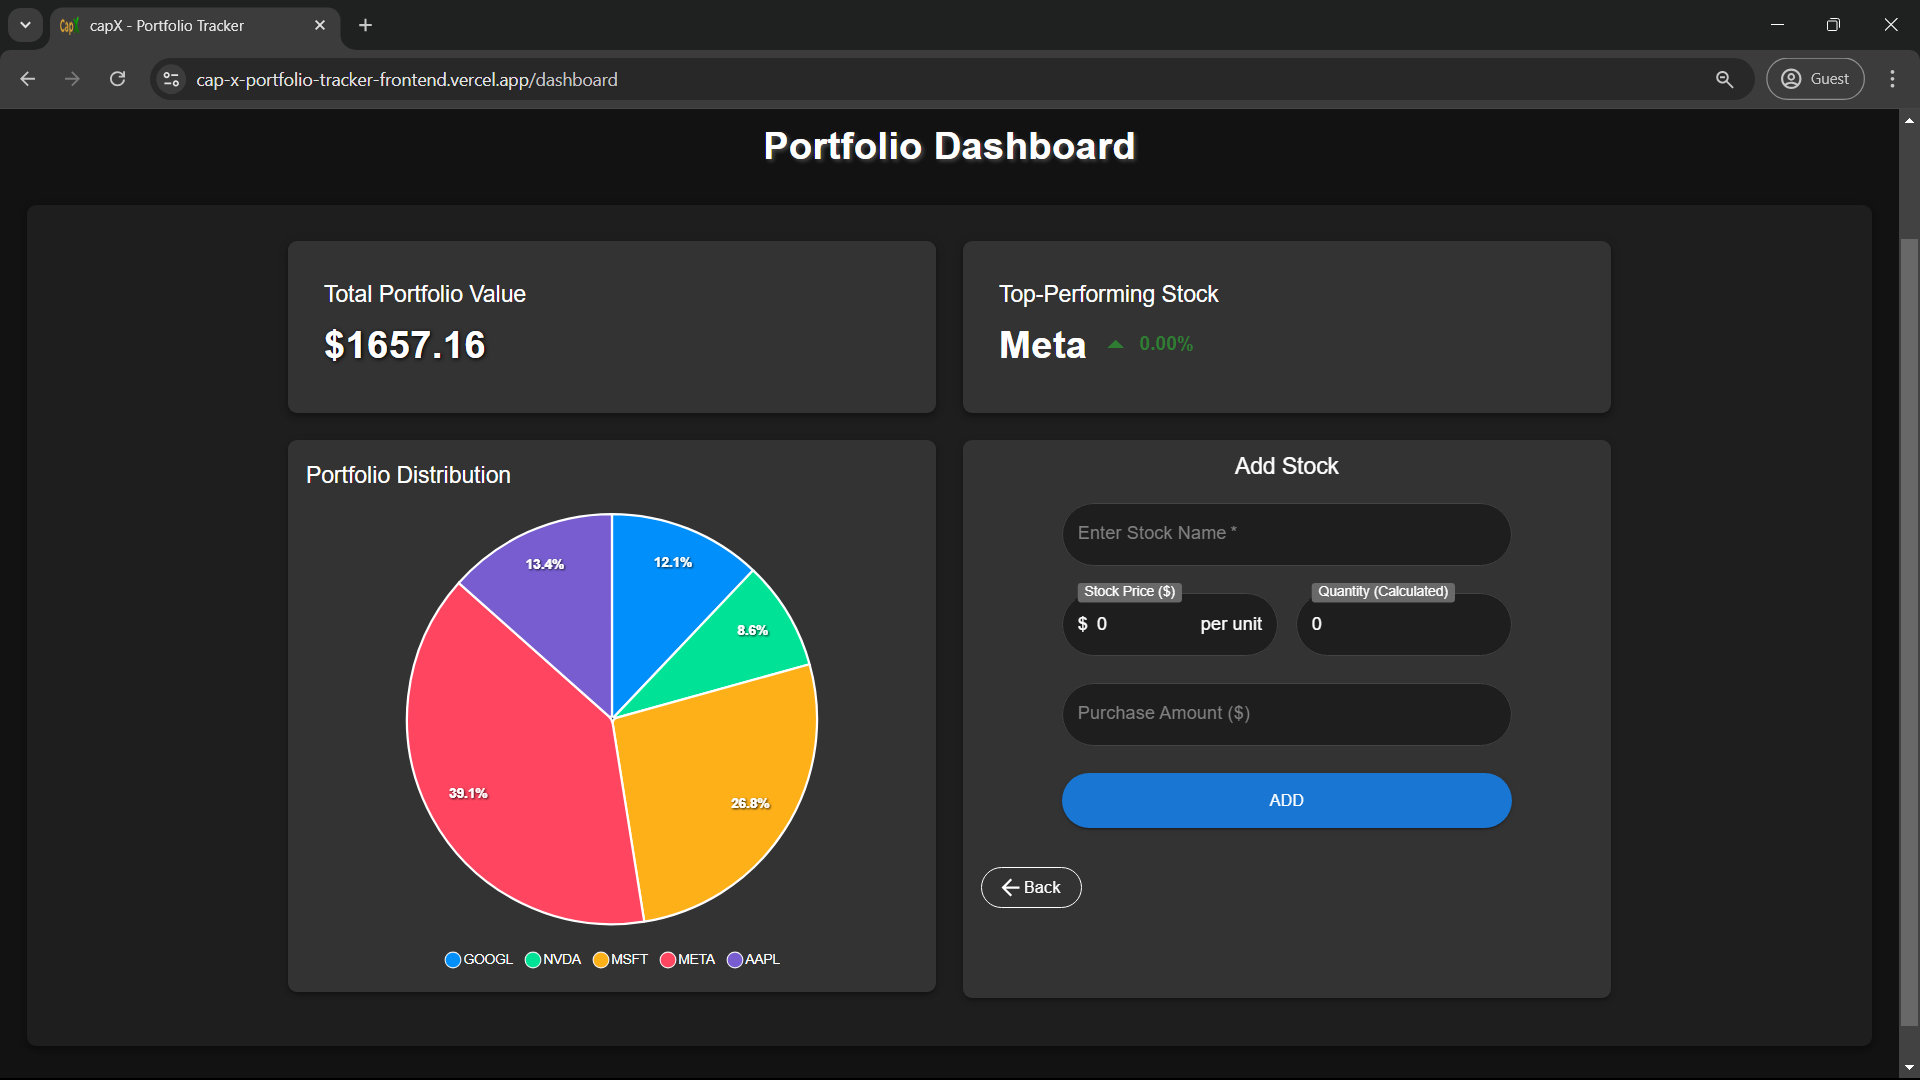 CapX
capX - Portfolio Tracker
cap-x-portfolio-tracker-frontend.vercel.app/dashboard
Guest
Portfolio Dashboard
Total Portfolio Value
$1657.16
Top-Performing Stock
Meta 0.00%
Portfolio Distribution
13.4% 12.1%
8.6%
39.1%
26.8%
GOOGL NVDA MSFT META AAPL
Add Stock
Enter Stock Name *
Stock Price ($) Quantity (Calculated)
$ 0 per unit 0
Purchase Amount ($)
ADD
Back